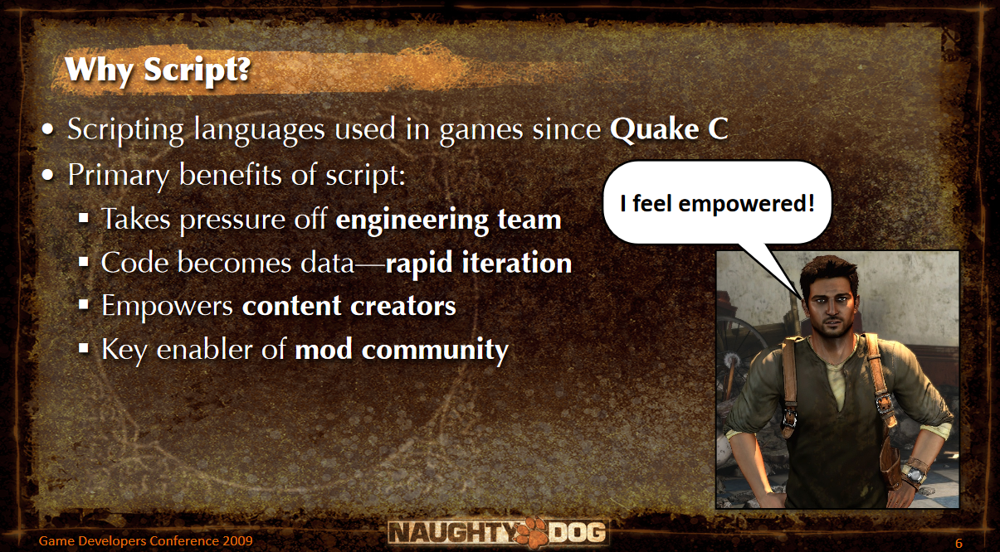 Why Script?
• Scripting languages used in games since Quake C
• Primary benefits of script:
▪ Takes pressure off engineering team
▪ Code becomes data—rapid iteration
▪ Empowers content creators
▪ Key enabler of mod community
I feel empowered!
Game Developers Conference 2009
NAUGHTY DOG
6